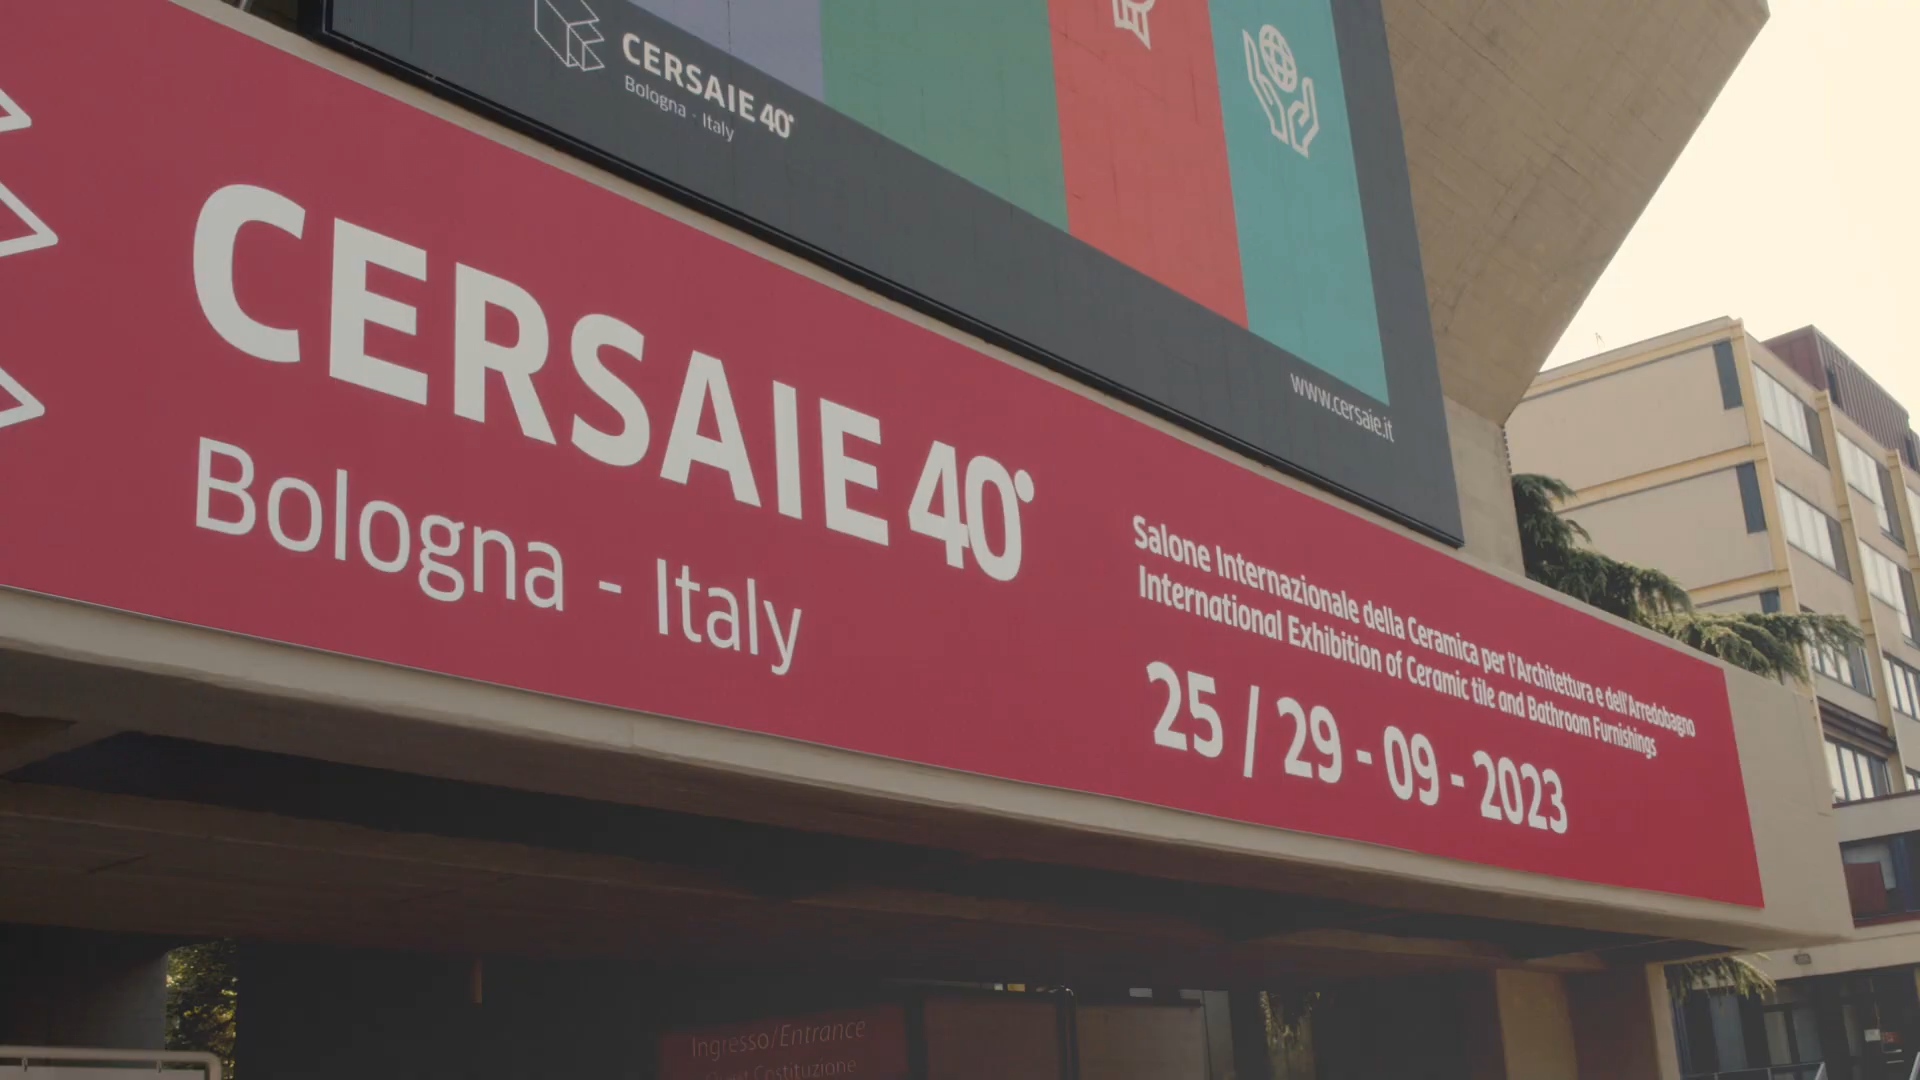 CERSAIE 40°
Bologna - Italy
www.cersaie.it
CERSAIE 40°
Bologna - Italy
Salone Internazionale della Ceramica per l'Architettura e dell'Arredobagno
International Exhibition of Ceramic tile and Bathroom Furnishings
25 / 29 - 09 - 2023
Ingresso/Entrance
Costituzione